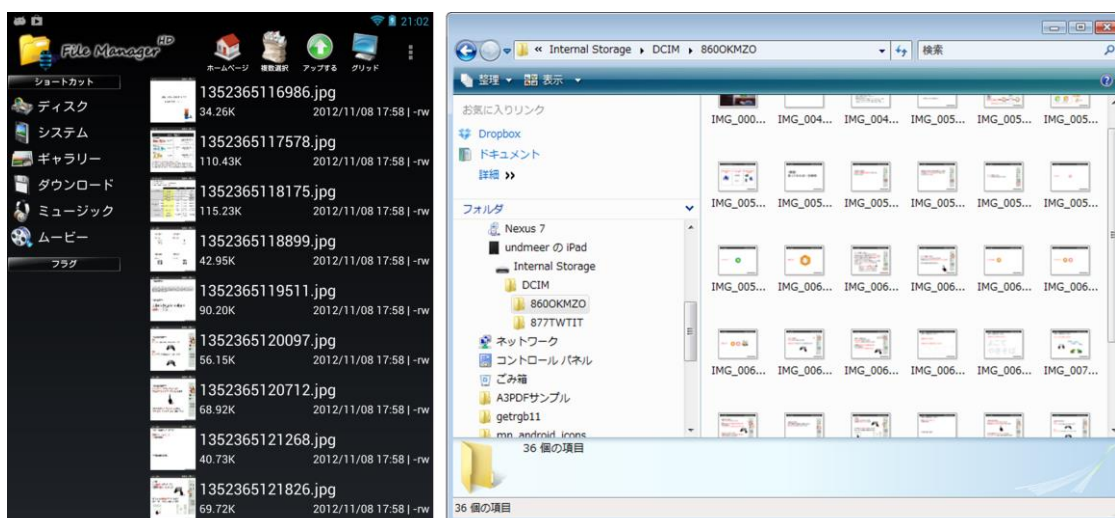 21:02
File Manager HD
ホームページ 複数選択 アップする グリッド
ショートカット
ディスク
システム
ギャラリー
ダウンロード
ミュージック
ムービー
フラグ
1352365116986.jpg
34.26K 2012/11/08 17:58 | -rw
1352365117578.jpg
110.43K 2012/11/08 17:58 | -rw
1352365118175.jpg
115.23K 2012/11/08 17:58 | -rw
1352365118899.jpg
42.95K 2012/11/08 17:58 | -rw
1352365119511.jpg
90.20K 2012/11/08 17:58 | -rw
1352365120097.jpg
56.15K 2012/11/08 17:58 | -rw
1352365120712.jpg
68.92K 2012/11/08 17:58 | -rw
1352365121268.jpg
40.73K 2012/11/08 17:58 | -rw
1352365121826.jpg
69.72K 2012/11/08 17:58 | -rw
« Internal Storage DCIM 860OKMZO 検索
整理 表示
お気に入りリンク
Dropbox
ドキュメント
詳細 »
フォルダ
Nexus 7
undmeer の iPad
Internal Storage
DCIM
860OKMZO
877TWTIT
ネットワーク
コントロール パネル
ごみ箱
A3PDFサンプル
getrgb11
mn_android_icons
IMG_000... IMG_004... IMG_004... IMG_005... IMG_005... IMG_005...
IMG_005... IMG_005... IMG_005... IMG_005... IMG_005... IMG_005...
IMG_005... IMG_006... IMG_006... IMG_006... IMG_006... IMG_006...
IMG_006... IMG_006... IMG_006... IMG_006... IMG_006... IMG_007...
36 個の項目
36 個の項目